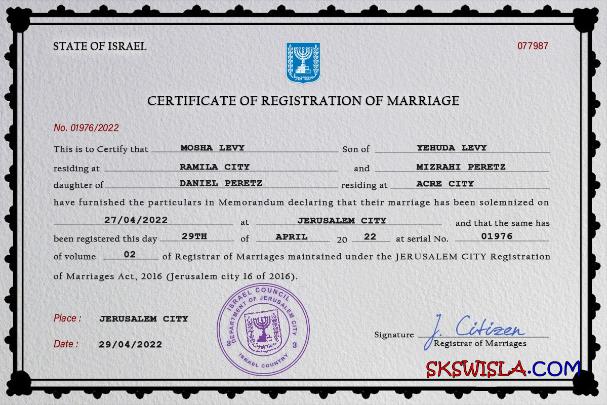 STATE OF ISRAEL 077987
CERTIFICATE OF REGISTRATION OF MARRIAGE
No. 01976/2022
This is to Certify that MOSHA LEVY Son of YEHUDA LEVY
residing at RAMILA CITY and MIZRAHI PERETZ
daughter of DANIEL PERETZ residing at ACRE CITY
have furnished the particulars in Memorandum declaring that their marriage has been solemnized on
27/04/2022 at JERUSALEM CITY and that the same has
been registered this day 29TH of APRIL 20 22 at serial No. 01976
of volume 02 of Registrar of Marriages maintained under the JERUSALEM CITY Registration
of Marriages Act, 2016 (Jerusalem city 16 of 2016).
ISRAEL COUNCIL
DEPARTMENT OF JERUSALEM CITY
ISRAEL COUNTRY
Place : JERUSALEM CITY
Signature J. Citizen
Date : 29/04/2022 Registrar of Marriages
SKSWISLA.COM